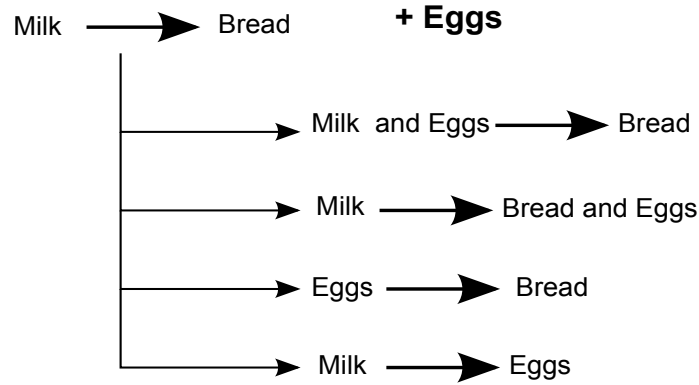 Milk Bread + Eggs
Milk and Eggs Bread
Milk Bread and Eggs
Eggs Bread
Milk Eggs